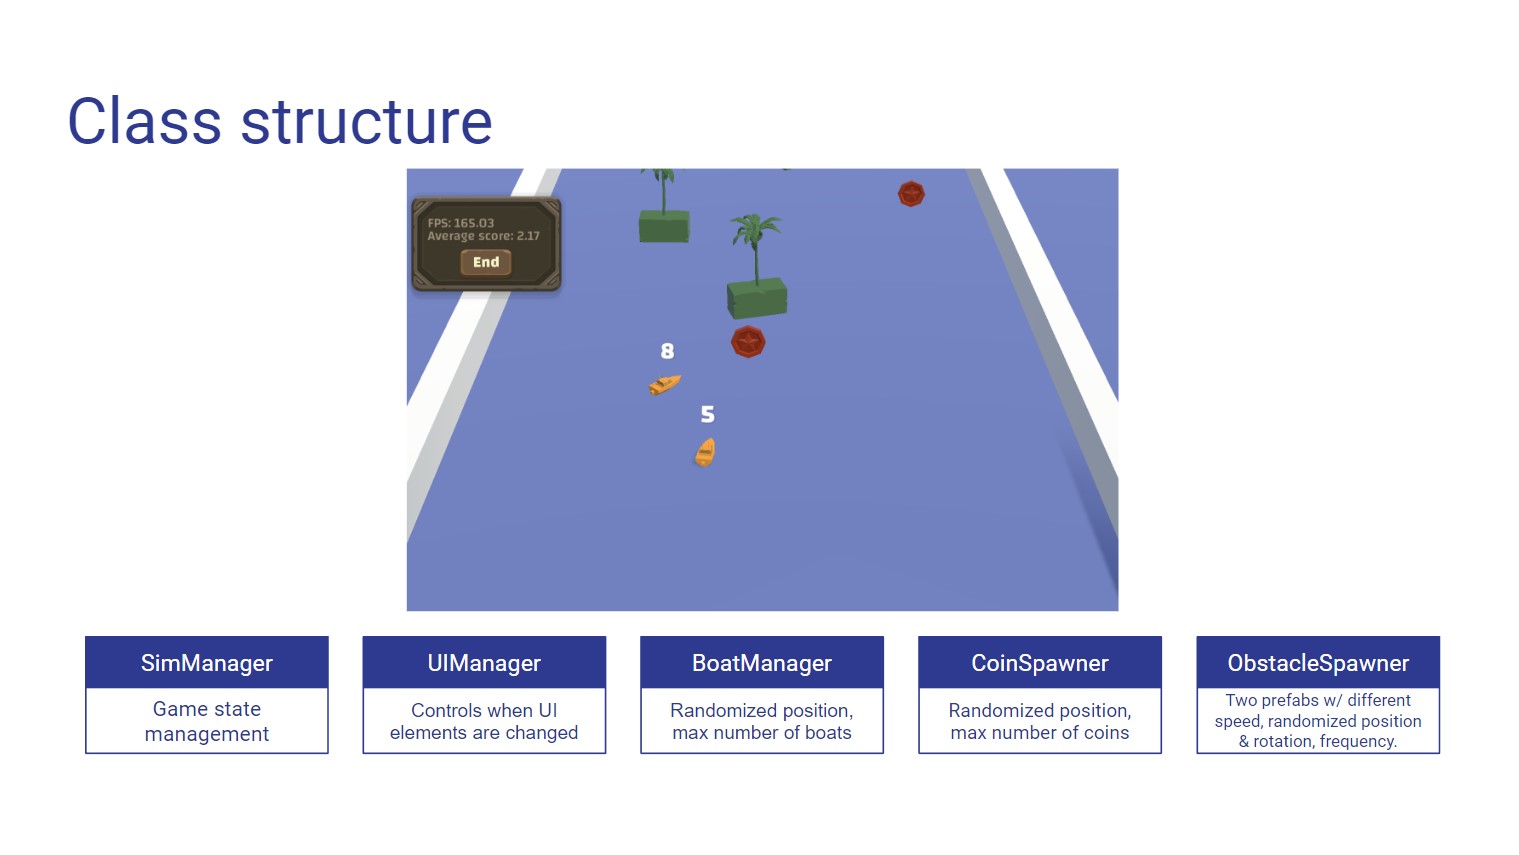 Class structure
FPS: 165.03
Average score: 2.17
End
8
5
SimManager
Game state
management
UIManager
Controls when UI
elements are changed
BoatManager
Randomized position,
max number of boats
CoinSpawner
Randomized position,
max number of coins
ObstacleSpawner
Two prefabs w/ different
speed, randomized position
& rotation, frequency.